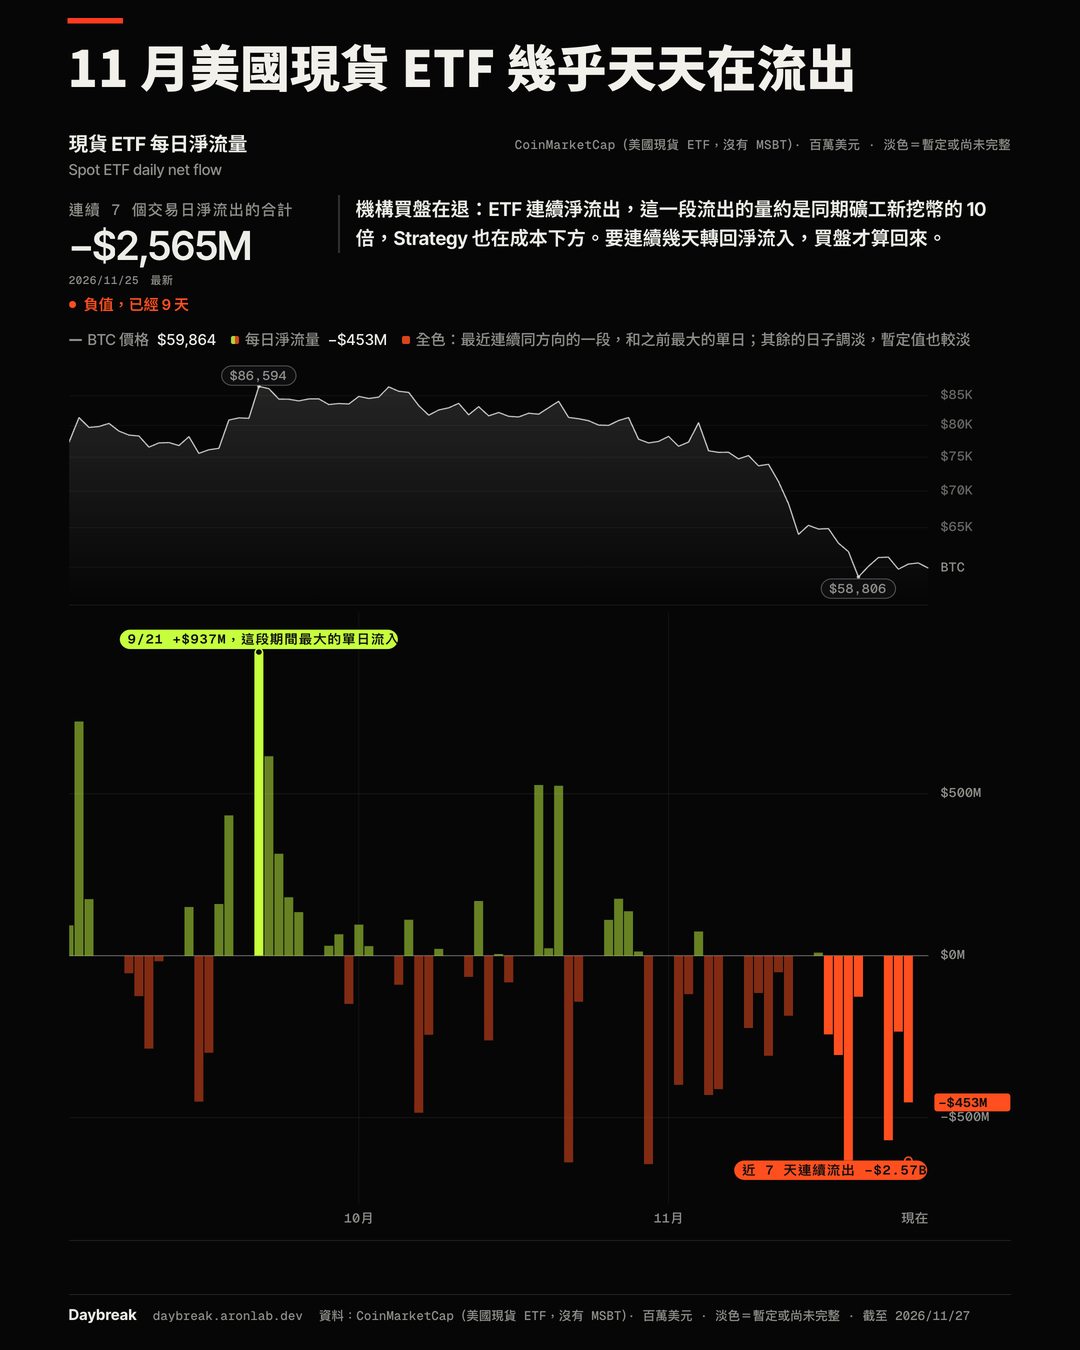 11 月美國現貨 ETF 幾乎天天在流出
現貨 ETF 每日淨流量
CoinMarketCap (美國現貨 ETF，沒有 MSBT)· 百萬美元 · 淡色＝暫定或尚未完整
Spot ETF daily net flow
連續 7 個交易日淨流出的合計
−$2,565M
2026/11/25 最新
負值，已經 9 天
機構買盤在退：ETF 連續淨流出，這一段流出的量約是同期礦工新挖幣的 10
倍，Strategy 也在成本下方。要連續幾天轉回淨流入，買盤才算回來。
BTC 價格 $59,864 每日淨流量 −$453M 全色：最近連續同方向的一段，和之前最大的單日；其餘的日子調淡，暫定值也較淡
$86,594
$85K
$80K
$75K
$70K
$65K
BTC
$58,806
9/21 +$937M，這段期間最大的單日流入
$500M
$0M
−$453M
−$500M
近 7 天連續流出 −$2.57B
10月
11月
現在
Daybreak daybreak.aronlab.dev 資料：CoinMarketCap (美國現貨 ETF，沒有 MSBT)· 百萬美元 · 淡色＝暫定或尚未完整 · 截至 2026/11/27